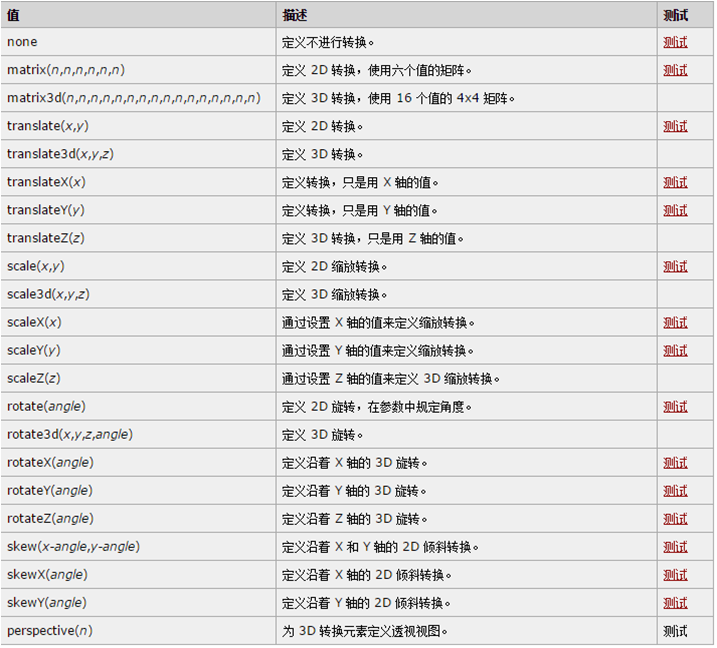 值 描述 测试
none 定义不进行转换。 测试
matrix(n,n,n,n,n,n) 定义 2D 转换，使用六个值的矩阵。 测试
matrix3d(n,n,n,n,n,n,n,n,n,n,n,n,n,n,n,n) 定义 3D 转换，使用 16 个值的 4x4 矩阵。
translate(x,y) 定义 2D 转换。 测试
translate3d(x,y,z) 定义 3D 转换。
translateX(x) 定义转换，只是用 X 轴的值。 测试
translateY(y) 定义转换，只是用 Y 轴的值。 测试
translateZ(z) 定义 3D 转换，只是用 Z 轴的值。
scale(x,y) 定义 2D 缩放转换。 测试
scale3d(x,y,z) 定义 3D 缩放转换。
scaleX(x) 通过设置 X 轴的值来定义缩放转换。 测试
scaleY(y) 通过设置 Y 轴的值来定义缩放转换。 测试
scaleZ(z) 通过设置 Z 轴的值来定义 3D 缩放转换。
rotate(angle) 定义 2D 旋转，在参数中规定角度。 测试
rotate3d(x,y,z,angle) 定义 3D 旋转。
rotateX(angle) 定义沿着 X 轴的 3D 旋转。 测试
rotateY(angle) 定义沿着 Y 轴的 3D 旋转。 测试
rotateZ(angle) 定义沿着 Z 轴的 3D 旋转。 测试
skew(x-angle,y-angle) 定义沿着 X 和 Y 轴的 2D 倾斜转换。 测试
skewX(angle) 定义沿着 X 轴的 2D 倾斜转换。 测试
skewY(angle) 定义沿着 Y 轴的 2D 倾斜转换。 测试
perspective(n) 为 3D 转换元素定义透视视图。 测试